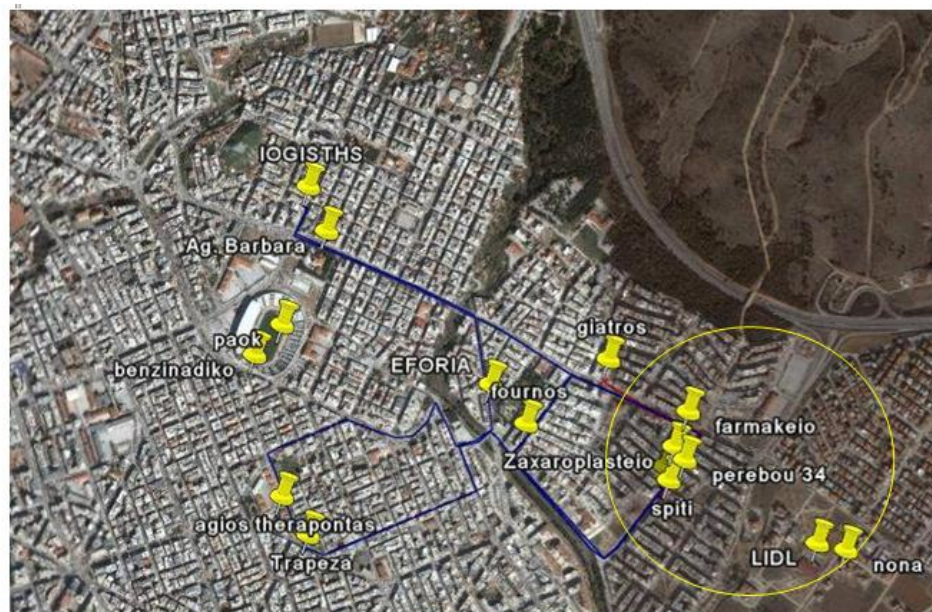 IOGISTHS
Ag. Barbara
paok
benzinadiko
giatros
EFORIA
fournos
farmakeio
Zaxaroplasteio
perebou 34
spiti
agios therapontas
Trapeza
LIDL
nona